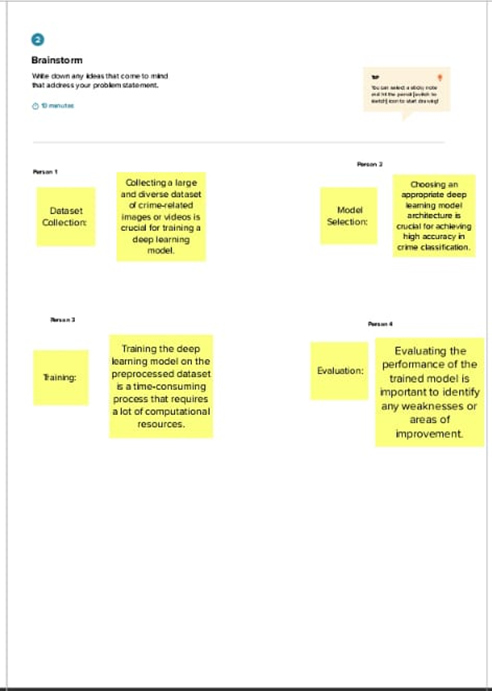 2
Brainstorm
Write down any ideas that come to mind
that address your problem statement.
10 minutes
TIP
You can select a sticky note
and hit the pencil [switch to
sketch] icon to start drawing!
Person 1
Dataset
Collection:
Collecting a large
and diverse dataset
of crime-related
images or videos is
crucial for training a
deep learning
model.
Person 2
Model
Selection:
Choosing an
appropriate deep
learning model
architecture is
crucial for achieving
high accuracy in
crime classification.
Person 3
Training:
Training the deep
learning model on the
preprocessed dataset
is a time-consuming
process that requires
a lot of computational
resources.
Person 4
Evaluation:
Evaluating the
performance of the
trained model is
important to identify
any weaknesses or
areas of
improvement.